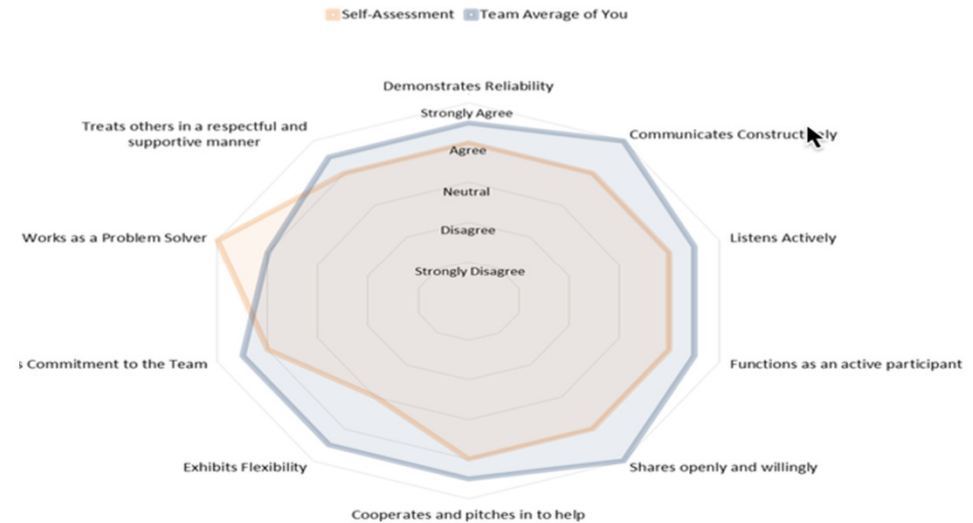 Self-Assessment Team Average of You
Demonstrates Reliability
Strongly Agree
Treats others in a respectful and
supportive manner
Communicates
Agree
Neutral
Works as a Problem Solver
Disagree
Listens Actively
Strongly Disagree
Commitment to the Team
Functions as an active participant
Exhibits Flexibility
Shares openly and willingly
Cooperates and pitches in to help